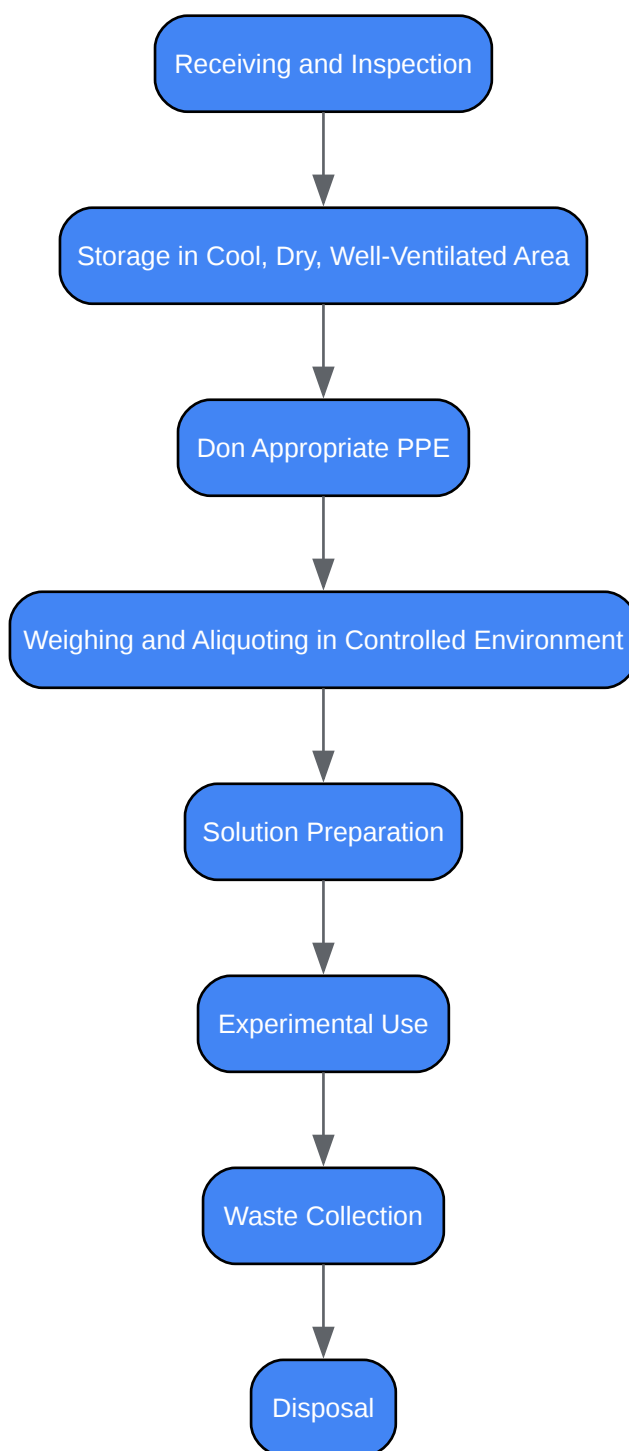 Receiving and Inspection
Storage in Cool, Dry, Well-Ventilated Area
Don Appropriate PPE
Weighing and Aliquoting in Controlled Environment
Solution Preparation
Experimental Use
Waste Collection
Disposal